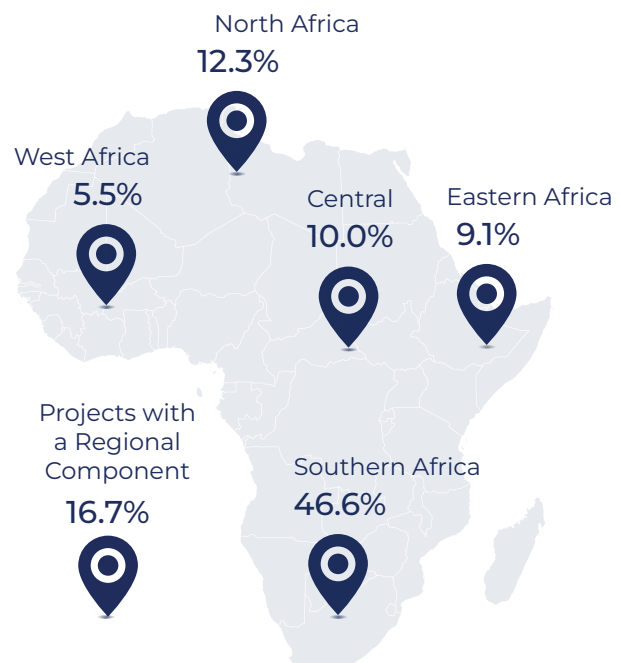 North Africa
12.3%
West Africa
5.5%
Central
10.0%
Eastern Africa
9.1%
Projects with
a Regional
Component
16.7%
Southern Africa
46.6%